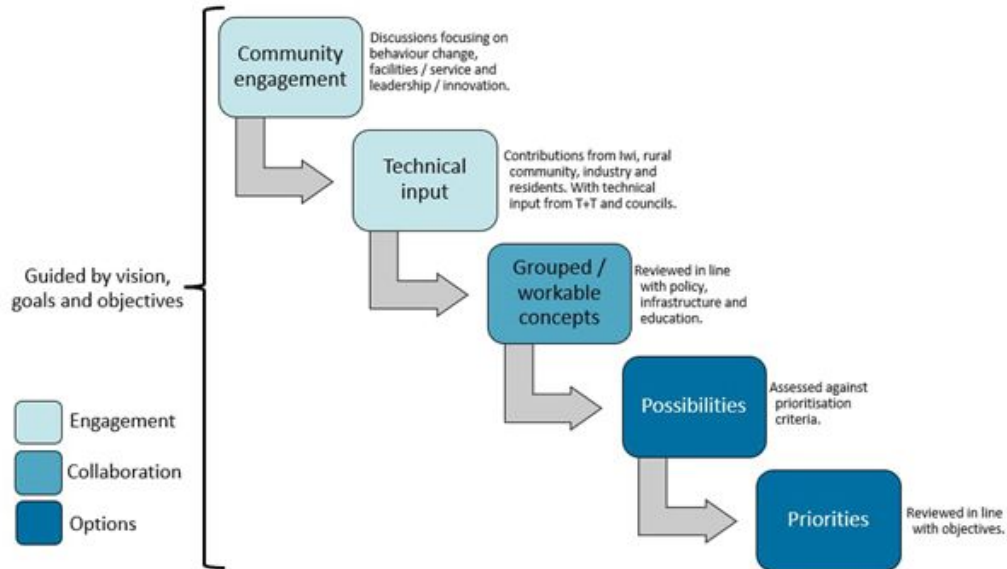 Community
engagement
Discussions focusing on
behaviour change,
facilities / service and
leadership / innovation.
Technical
input
Contributions from Iwi, rural
community, industry and
residents. With technical
input from T+T and councils.
Grouped /
workable
concepts
Reviewed in line
with policy,
infrastructure and
education.
Guided by vision,
goals and objectives
Possibilities
Assessed against
prioritisation
criteria.
Priorities
Reviewed in line
with objectives.
Engagement
Collaboration
Options